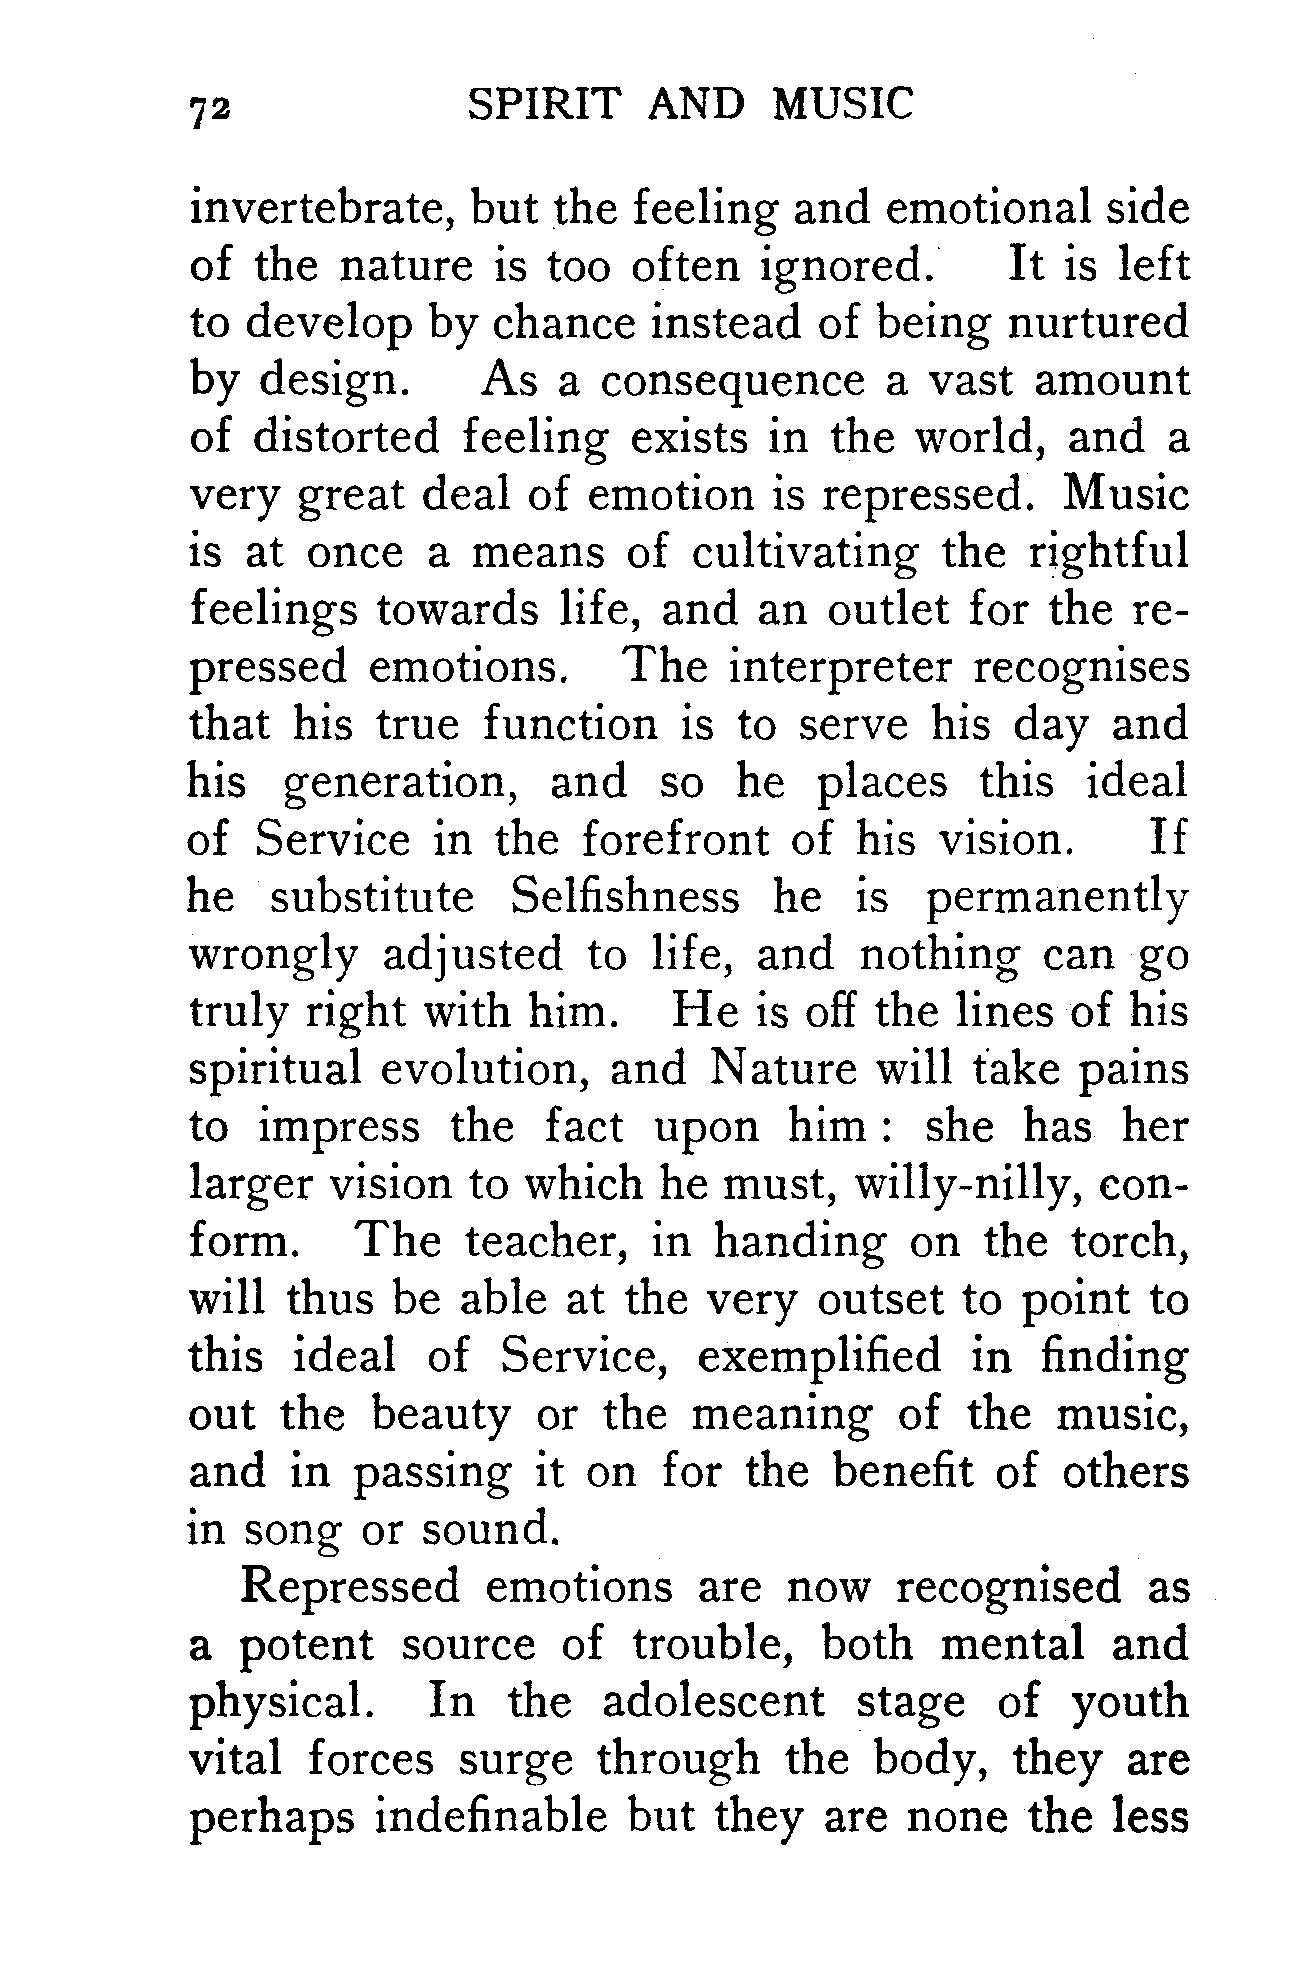 72 SPIRIT AND MUSIC
invertebrate, but the feeling and emotional side
of the nature is too often ignored. It is left
to develop by chance instead of being nurtured
by design. As a consequence a vast amount
of distorted feeling exists in the world, and a
very great deal of emotion is repressed. Music
is at once a means of cultivating the rightful
feelings towards life, and an outlet for the re-
pressed emotions. The interpreter recognises
that his true function is to serve his day and
his generation, and so he places this ideal
of Service in the forefront of his vision. If
he substitute Selfishness he is permanently
wrongly adjusted to life, and nothing can go
truly right with him. He is off the lines of his
spiritual evolution, and Nature will take pains
to impress the fact upon him : she has her
larger vision to which he must, willy-nilly, con-
form. The teacher, in handing on the torch,
will thus be able at the very outset to point to
this ideal of Service, exemplified in finding
out the beauty or the meaning of the music,
and in passing it on for the benefit of others
in song or sound.
Repressed emotions are now recognised as
a potent source of trouble, both mental and
physical. In the adolescent stage of youth
vital forces surge through the body, they are
perhaps indefinable but they are none the less